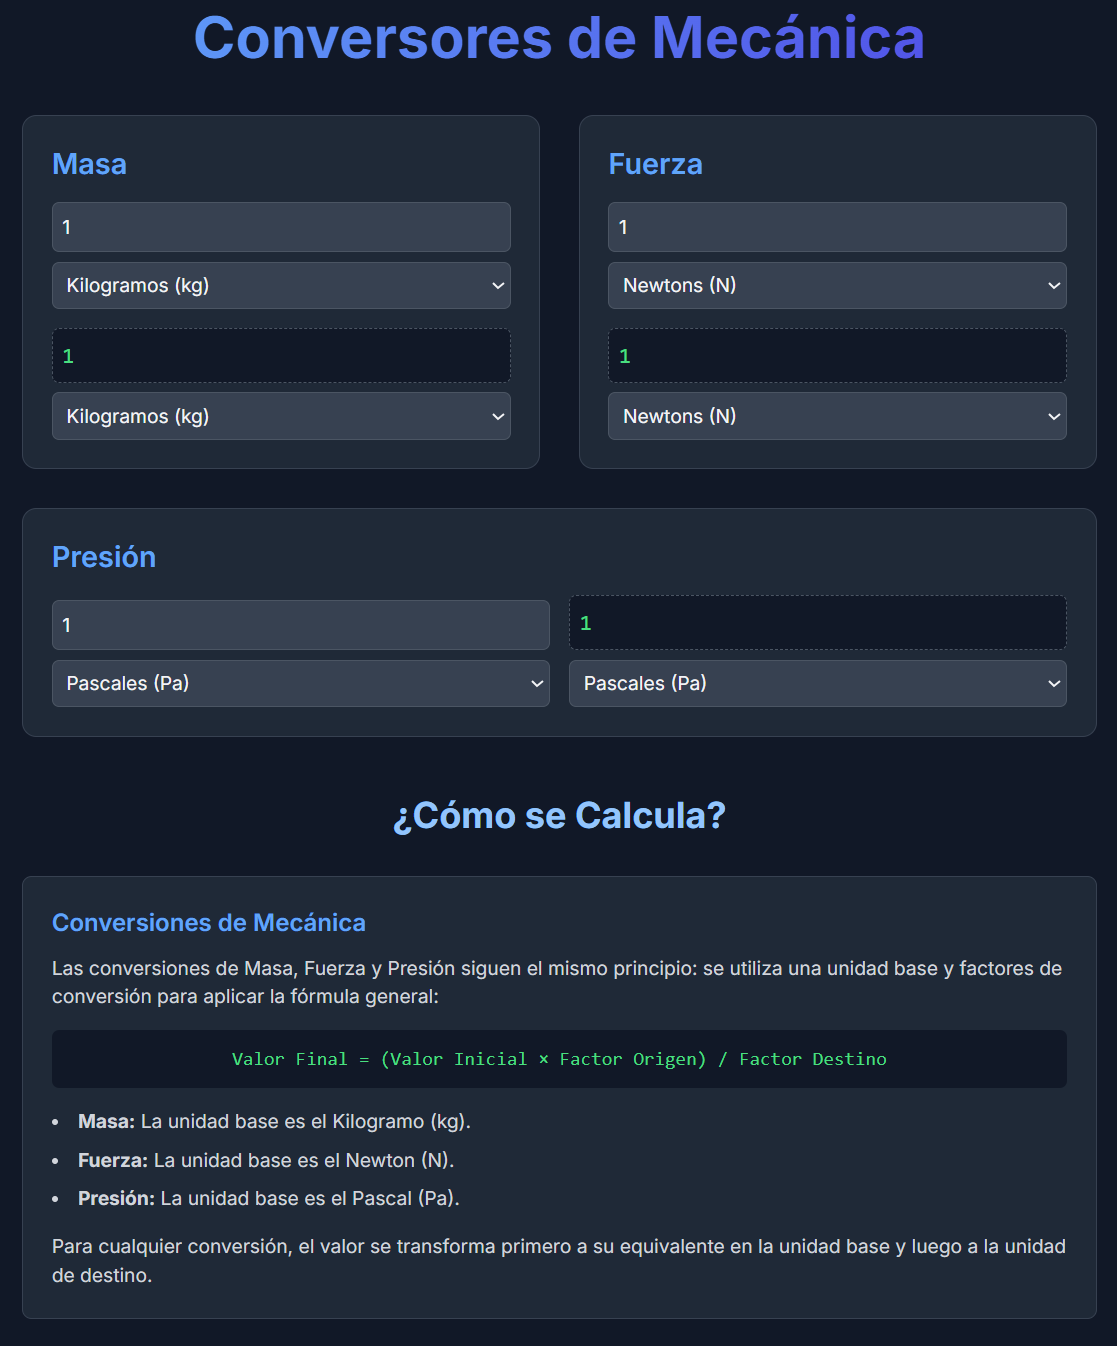 Conversores de Mecánica
Masa
1
Kilogramos (kg)
1
Kilogramos (kg)
Fuerza
1
Newtons (N)
1
Newtons (N)
Presión
1
Pascales (Pa)
1
Pascales (Pa)
¿Cómo se Calcula?
Conversiones de Mecánica
Las conversiones de Masa, Fuerza y Presión siguen el mismo principio: se utiliza una unidad base y factores de
conversión para aplicar la fórmula general:
Valor Final = (Valor Inicial × Factor Origen) / Factor Destino
• Masa: La unidad base es el Kilogramo (kg).
• Fuerza: La unidad base es el Newton (N).
• Presión: La unidad base es el Pascal (Pa).
Para cualquier conversión, el valor se transforma primero a su equivalente en la unidad base y luego a la unidad
de destino.